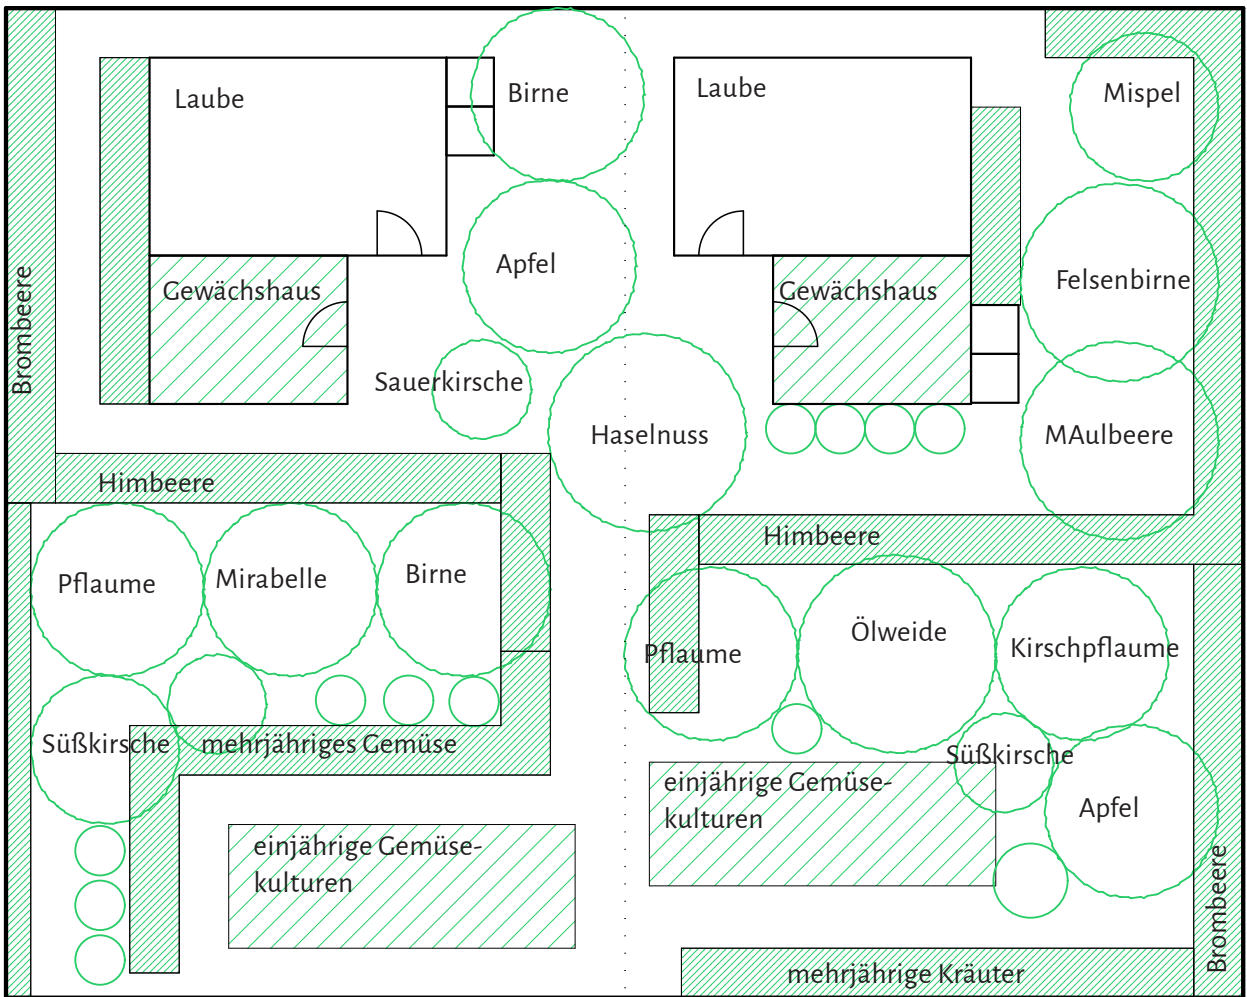 Laube
Birne
Laube
Mispel
Apfel
Felsenbirne
Gewächshaus
Gewächshaus
Brombeere
Sauerkirsche
Haselnuss
MAulbeere
Himbeere
Himbeere
Pflaume
Mirabelle
Birne
Pflaume
Ölweide
Kirschpflaume
Süßkirsche
mehrjähriges Gemüse
Süßkirsche
einjährige Gemüse-
kulturen
Apfel
einjährige Gemüse-
kulturen
Brombeere
mehrjährige Kräuter